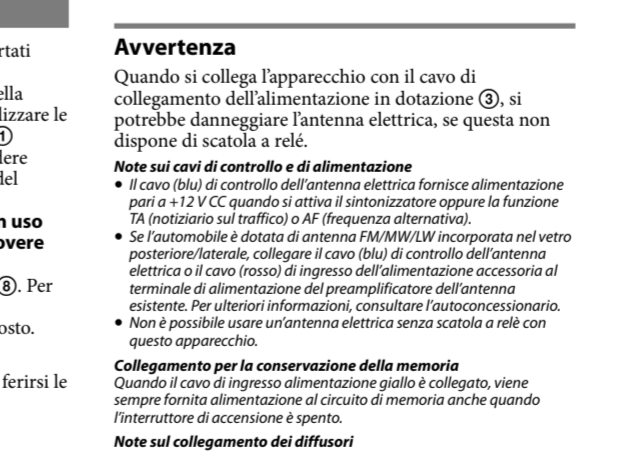 rtati
ella
lizzare le
①
dere
del
n uso
overe
⑧. Per
osto.
ferirsi le
Avvertenza
Quando si collega l'apparecchio con il cavo di
collegamento dell'alimentazione in dotazione ③, si
potrebbe danneggiare l'antenna elettrica, se questa non
dispone di scatola a relé.
Note sui cavi di controllo e di alimentazione
• Il cavo (blu) di controllo dell'antenna elettrica fornisce alimentazione
pari a +12 V CC quando si attiva il sintonizzatore oppure la funzione
TA (notiziario sul traffico) o AF (frequenza alternativa).
• Se l'automobile è dotata di antenna FM/MW/LW incorporata nel vetro
posteriore/laterale, collegare il cavo (blu) di controllo dell'antenna
elettrica o il cavo (rosso) di ingresso dell'alimentazione accessoria al
terminale di alimentazione del preamplificatore dell'antenna
esistente. Per ulteriori informazioni, consultare l'autoconcessionario.
• Non è possibile usare un'antenna elettrica senza scatola a relè con
questo apparecchio.
Collegamento per la conservazione della memoria
Quando il cavo di ingresso alimentazione giallo è collegato, viene
sempre fornita alimentazione al circuito di memoria anche quando
l'interruttore di accensione è spento.
Note sul collegamento dei diffusori